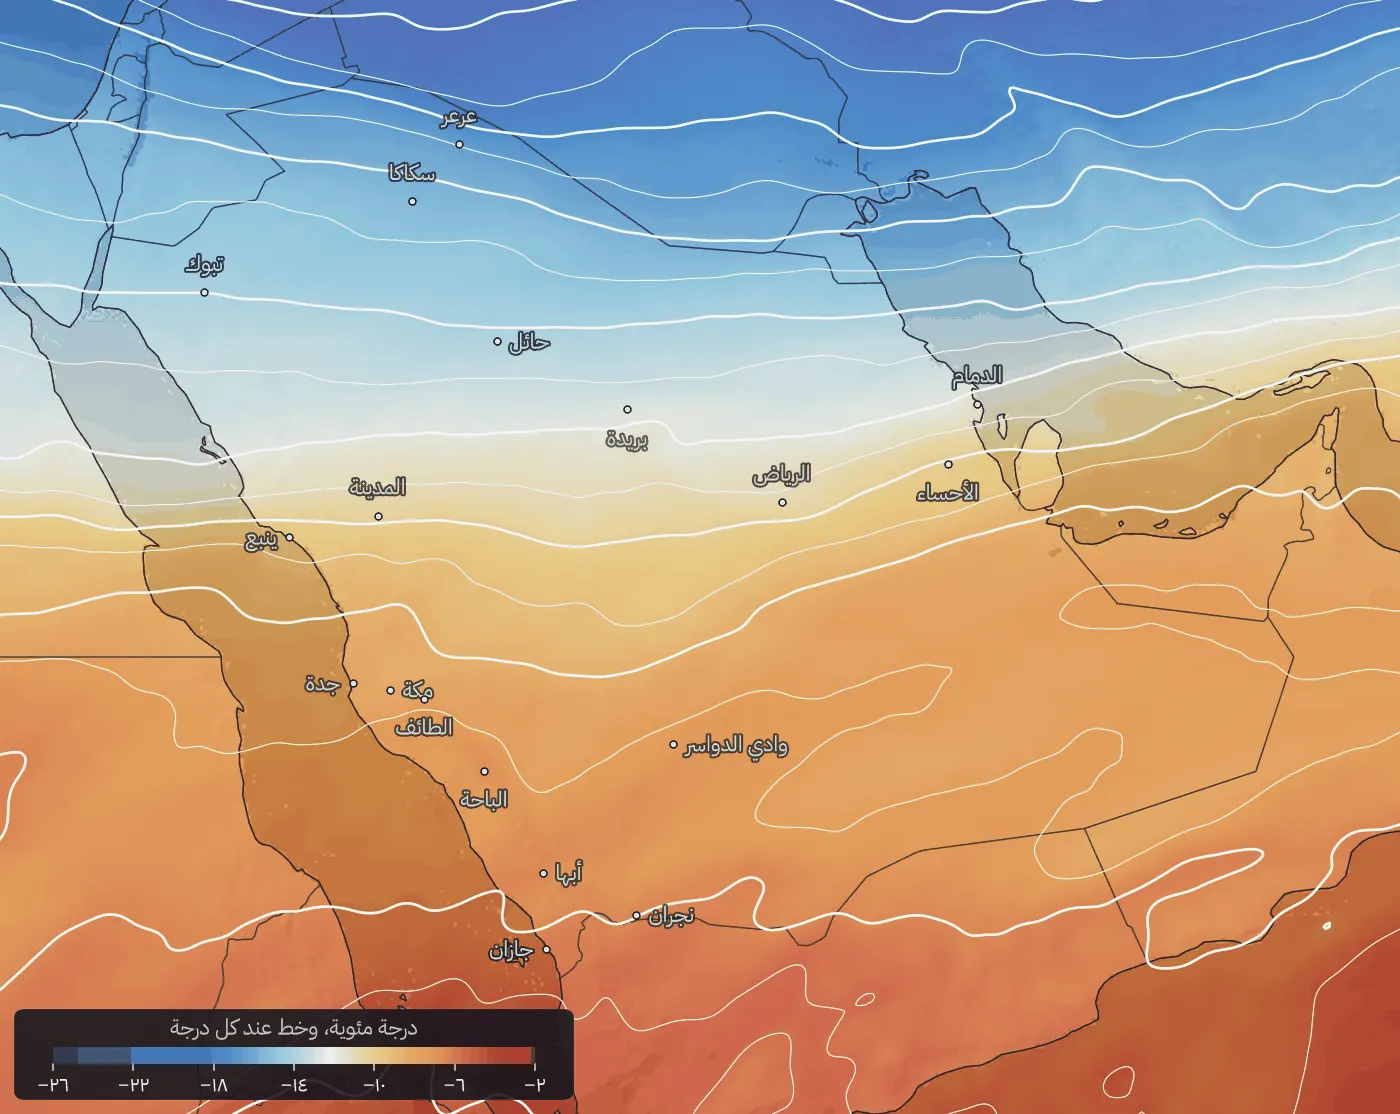 عرعر
سكاكا
تبوك
حائل
الدمام
بريدة
الرياض
المدينة
الأحساء
ينبع
جدة
مكة
الطائف
وادي الدواسر
الباحة
أبها
نجران
جازان
درجة مئوية، وخط عند كل درجة
−٢٦ −٢٢ −١٨ −١٤ −١٠ −٦ −٢